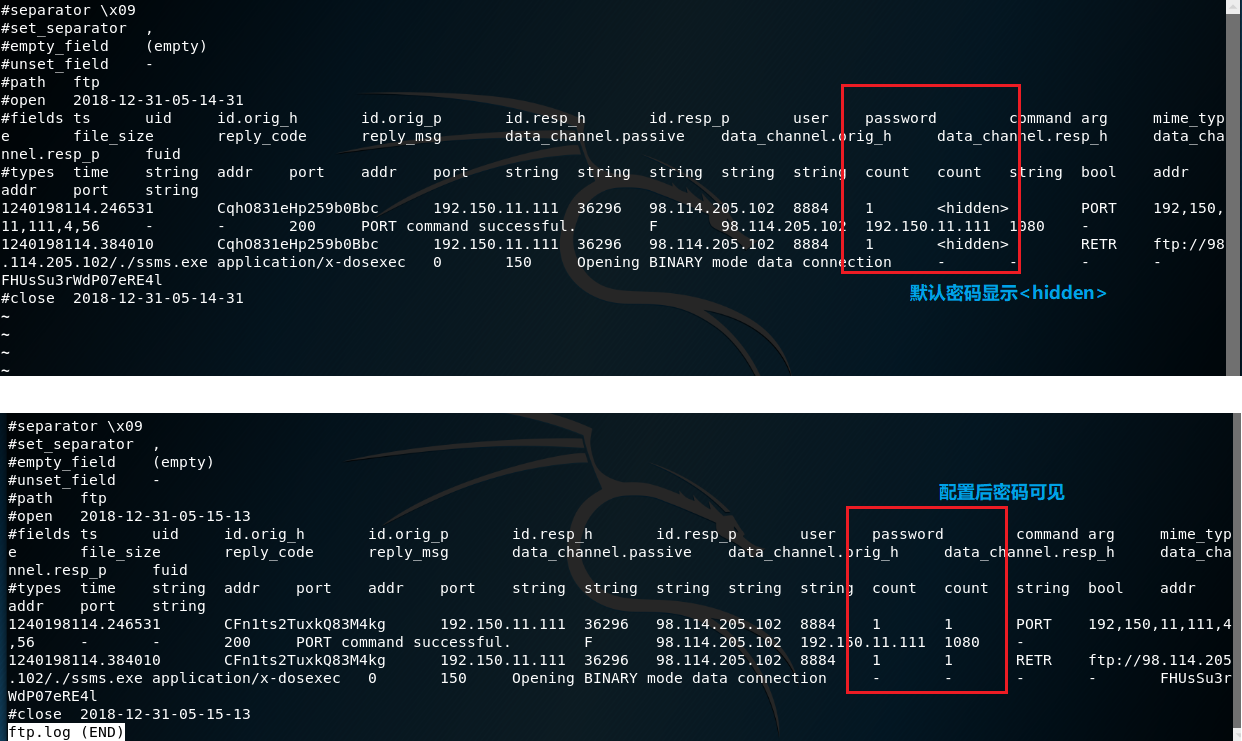 #separator \x09
#set_separator  ,
#empty_field    (empty)
#unset_field    -
#path   ftp
#open   2018-12-31-05-14-31
#fields ts      uid     id.orig_h       id.orig_p       id.resp_h       id.resp_p       user    password        command arg     mime_typ
e       file_size       reply_code      reply_msg       data_channel.passive    data_channel.orig_h     data_channel.resp_h     data_cha
nnel.resp_p     fuid
#types  time    string  addr    port    addr    port    string  string  string  string  string  count   count   string  bool    addr
addr    port    string
1240198114.246531       CqhO831eHp259b0Bbc      192.150.11.111  36296   98.114.205.102  8884    1       <hidden>        PORT    192,150,
11,111,4,56     -       -       200     PORT command successful.        F       98.114.205.102  192.150.11.111  1080    -
1240198114.384010       CqhO831eHp259b0Bbc      192.150.11.111  36296   98.114.205.102  8884    1       <hidden>        RETR    ftp://98
.114.205.102/./ssms.exe application/x-dosexec   0       150     Opening BINARY mode data connection     -       -       -       -
FHUsSu3rWdP07eRE4l
#close  2018-12-31-05-14-31
默认密码显示<hidden>
~
~
~
~
#separator \x09
#set_separator  ,
#empty_field    (empty)
#unset_field    -
配置后密码可见
#path   ftp
#open   2018-12-31-05-15-13
#fields ts      uid     id.orig_h       id.orig_p       id.resp_h       id.resp_p       user    password        command arg     mime_typ
e       file_size       reply_code      reply_msg       data_channel.passive    data_channel.orig_h     data_channel.resp_h     data_cha
nnel.resp_p     fuid
#types  time    string  addr    port    addr    port    string  string  string  string  string  count   count   string  bool    addr
addr    port    string
1240198114.246531       CFn1ts2TuxkQ83M4kg      192.150.11.111  36296   98.114.205.102  8884    1       1       PORT    192,150,11,111,4
,56     -       -       200     PORT command successful.        F       98.114.205.102  192.150.11.111  1080    -
1240198114.384010       CFn1ts2TuxkQ83M4kg      192.150.11.111  36296   98.114.205.102  8884    1       1       RETR    ftp://98.114.205
.102/./ssms.exe application/x-dosexec   0       150     Opening BINARY mode data connection     -       -       -       -       FHUsSu3r
WdP07eRE4l
#close  2018-12-31-05-15-13
ftp.log (END)